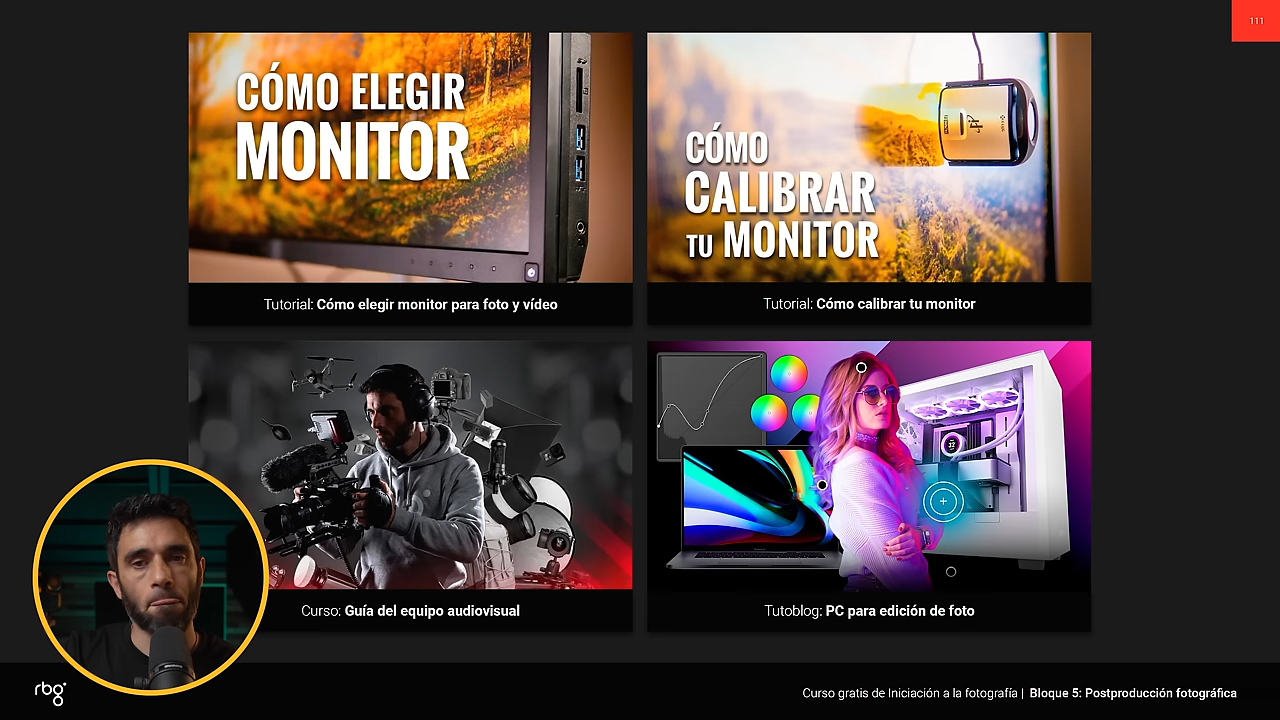 111
CÓMO ELEGIR
MONITOR
CÓMO
CALIBRAR
TU MONITOR
Tutorial: Cómo elegir monitor para foto y vídeo
Tutorial: Cómo calibrar tu monitor
Curso: Guía del equipo audiovisual
Tutoblog: PC para edición de foto
rbg
Curso gratis de Iniciación a la fotografía | Bloque 5: Postproducción fotográfica